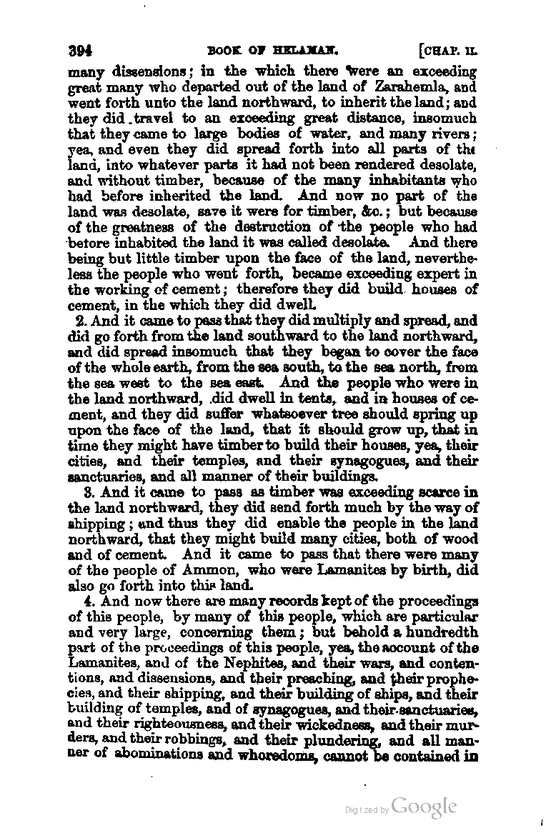 394 BOOK OF HELAMAN. [CHAP. II.
many dissensions; in the which there were an exceeding
great many who departed out of the land of Zarahemla, and
went forth unto the land northward, to inherit the land; and
they did travel to an exceeding great distance, insomuch
that they came to large bodies of water, and many rivers;
yea, and even they did spread forth into all parts of the
land, into whatever parts it had not been rendered desolate,
and without timber, because of the many inhabitants who
had before inherited the land. And now no part of the
land was desolate, save it were for timber, &c.; but because
of the greatness of the destruction of the people who had
before inhabited the land it was called desolate. And there
being but little timber upon the face of the land, neverthe-
less the people who went forth, became exceeding expert in
the working of cement; therefore they did build houses of
cement, in the which they did dwell.
2. And it came to pass that they did multiply and spread, and
did go forth from the land southward to the land northward,
and did spread insomuch that they began to cover the face
of the whole earth, from the sea south, to the sea north, from
the sea west to the sea east. And the people who were in
the land northward, did dwell in tents, and in houses of ce-
ment, and they did suffer whatsoever tree should spring up
upon the face of the land, that it should grow up, that in
time they might have timber to build their houses, yea, their
cities, and their temples, and their synagogues, and their
sanctuaries, and all manner of their buildings.
3. And it came to pass as timber was exceeding scarce in
the land northward, they did send forth much by the way of
shipping; and thus they did enable the people in the land
northward, that they might build many cities, both of wood
and of cement. And it came to pass that there were many
of the people of Ammon, who were Lamanites by birth, did
also go forth into this land.
4. And now there are many records kept of the proceedings
of this people, by many of this people, which are particular
and very large, concerning them; but behold a hundredth
part of the proceedings of this people, yea, the account of the
Lamanites, and of the Nephites, and their wars, and conten-
tions, and dissensions, and their preaching, and their prophe-
cies, and their shipping, and their building of ships, and their
building of temples, and of synagogues, and their sanctuaries,
and their righteousness, and their wickedness, and their mur-
ders, and their robbings, and their plundering, and all man-
ner of abominations and whoredoms, cannot be contained in
Digitized by Google